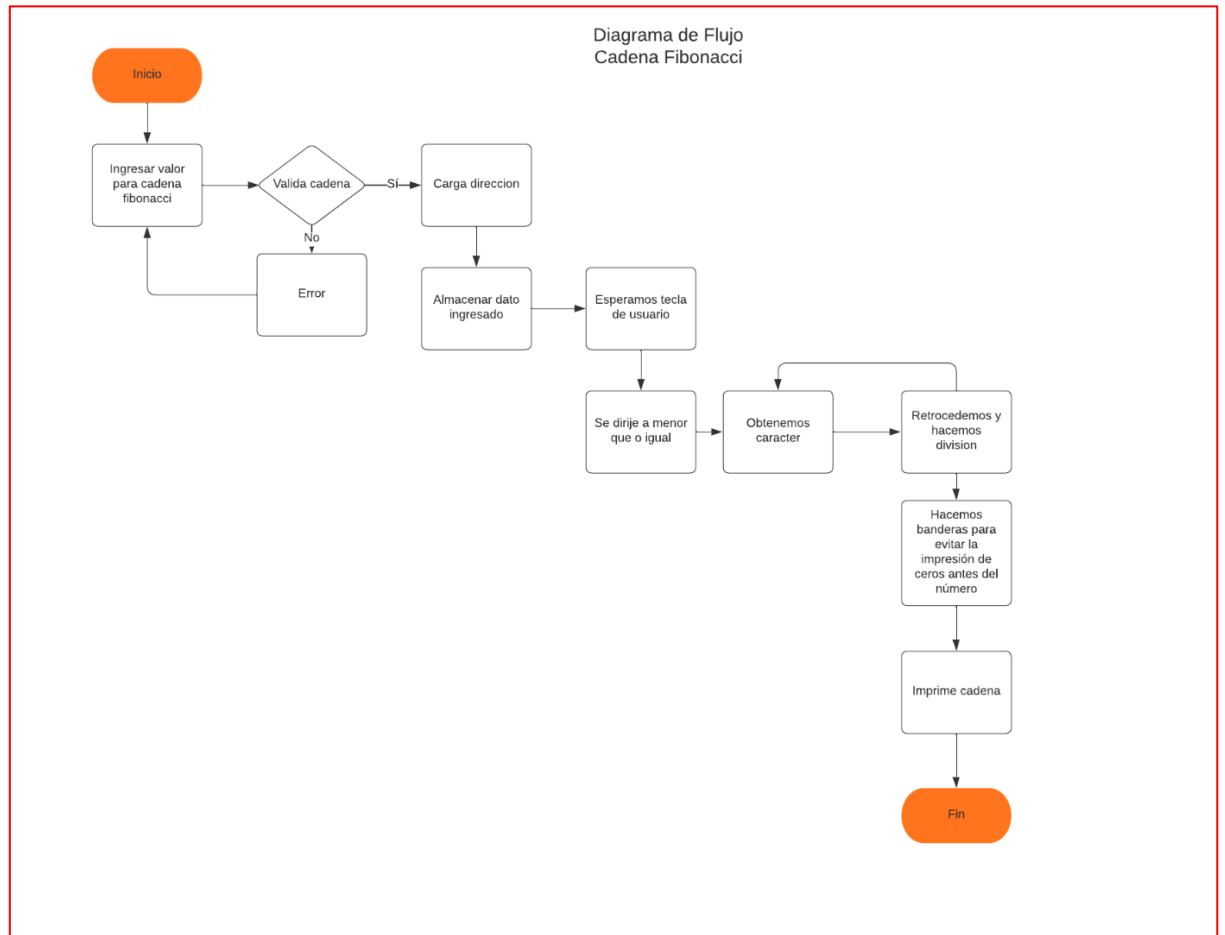 Diagrama de Flujo
Cadena Fibonacci
Inicio
Ingresar valor
para cadena
fibonacci
Valida cadena
Sí
Carga direccion
No
Error
Almacenar dato
ingresado
Esperamos tecla
de usuario
Se dirije a menor
que o igual
Obtenemos
caracter
Retrocedemos y
hacemos
division
Hacemos
banderas para
evitar la
impresión de
ceros antes del
número
Imprime cadena
Fin